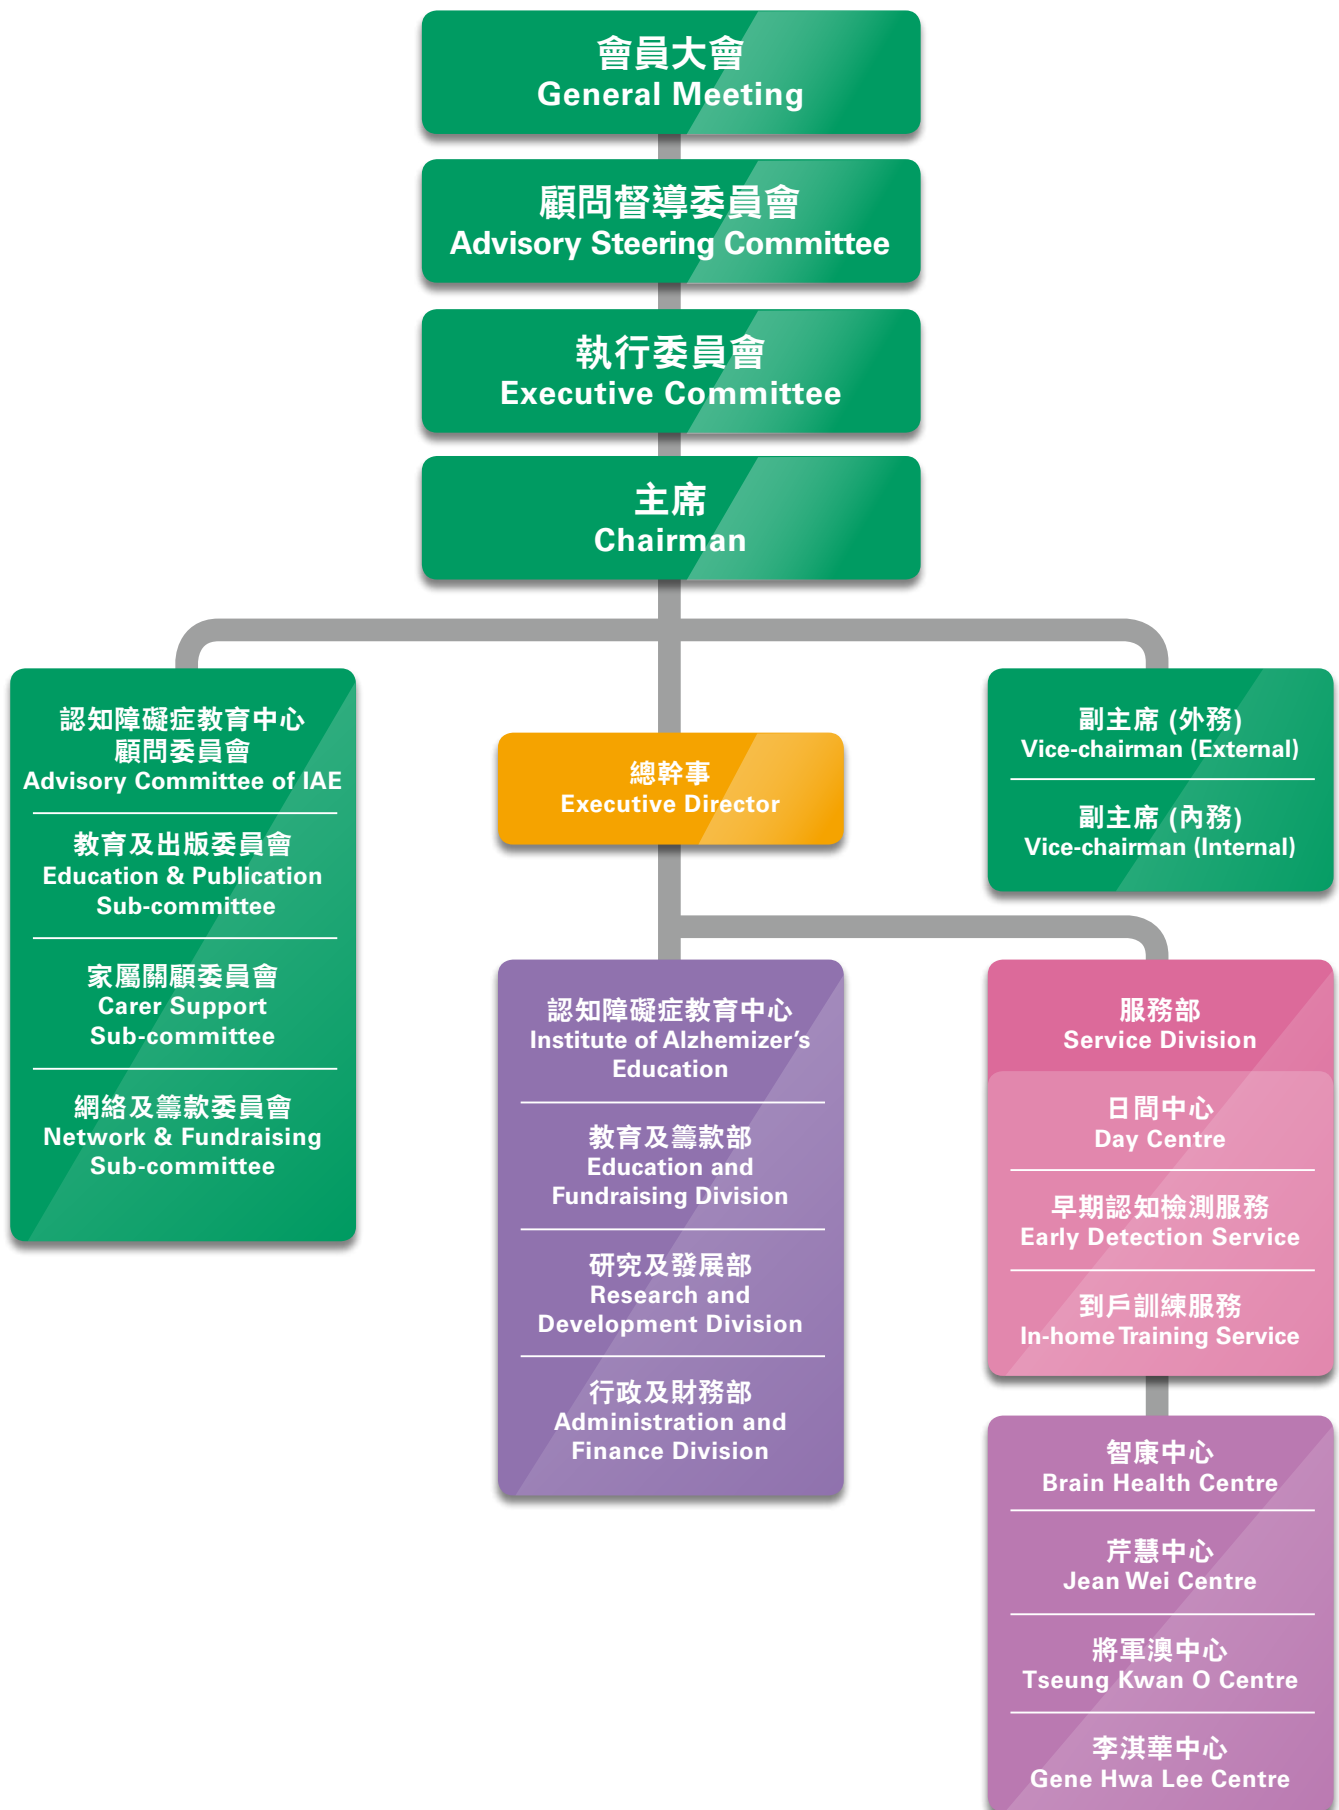 會員大會
General Meeting
顧問督導委員會
Advisory Steering Committee
執行委員會
Executive Committee
主席
Chairman
認知障礙症教育中心
顧問委員會
Advisory Committee of IAE
教育及出版委員會
Education & Publication
Sub-committee
家屬關顧委員會
Carer Support
Sub-committee
網絡及籌款委員會
Network & Fundraising
Sub-committee
總幹事
Executive Director
副主席 (外務)
Vice-chairman (External)
副主席 (內務)
Vice-chairman (Internal)
認知障礙症教育中心
Institute of Alzhemizer’s
Education
教育及籌款部
Education and
Fundraising Division
研究及發展部
Research and
Development Division
行政及財務部
Administration and
Finance Division
服務部
Service Division
日間中心
Day Centre
早期認知檢測服務
Early Detection Service
到戶訓練服務
In-home Training Service
智康中心
Brain Health Centre
芹慧中心
Jean Wei Centre
將軍澳中心
Tseung Kwan O Centre
李淇華中心
Gene Hwa Lee Centre